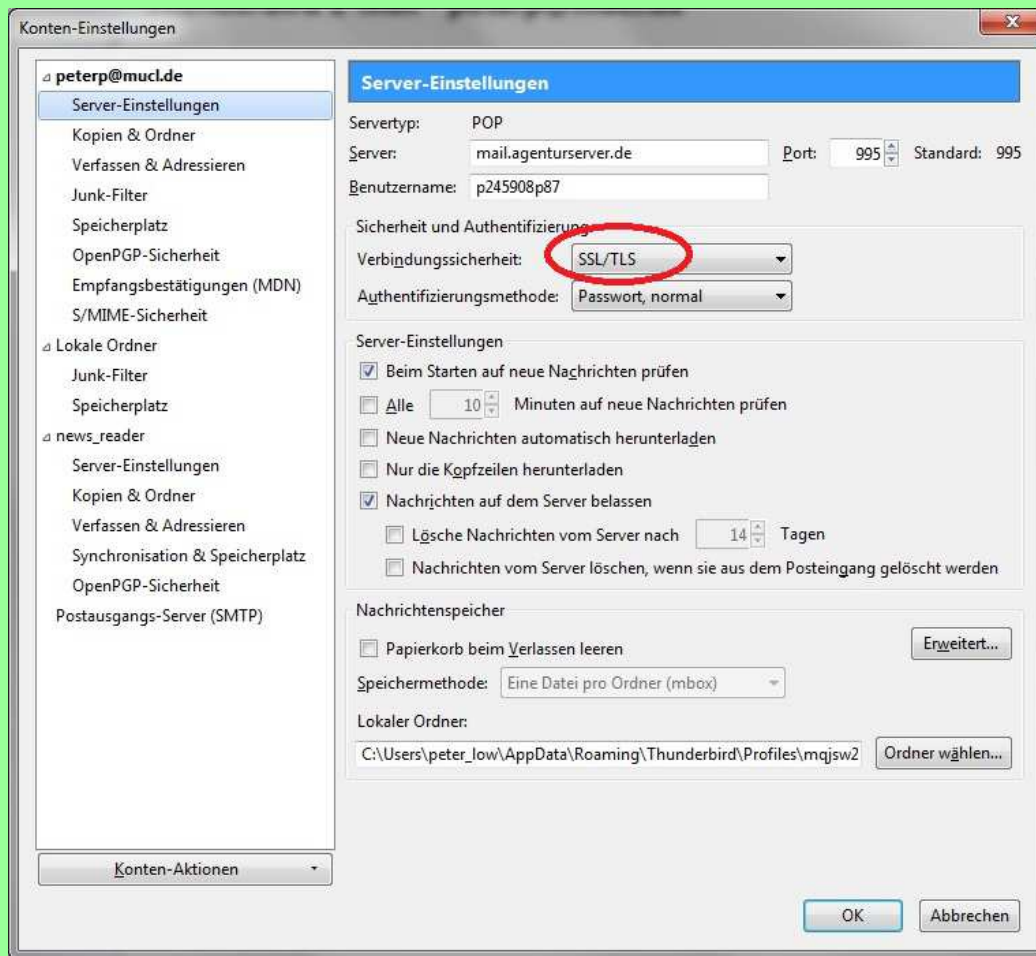 Konten-Einstellungen
peterp@mucl.de
Server-Einstellungen
Kopien & Ordner
Verfassen & Adressieren
Junk-Filter
Speicherplatz
OpenPGP-Sicherheit
Empfangsbestätigungen (MDN)
S/MIME-Sicherheit
Lokale Ordner
Junk-Filter
Speicherplatz
news_reader
Server-Einstellungen
Kopien & Ordner
Verfassen & Adressieren
Synchronisation & Speicherplatz
OpenPGP-Sicherheit
Postausgangs-Server (SMTP)
Konten-Aktionen
Server-Einstellungen
Servertyp: POP
Server: mail.agenturserver.de Port: 995 Standard: 995
Benutzername: p245908p87
Sicherheit und Authentifizierung
Verbindungssicherheit: SSL/TLS
Authentifizierungsmethode: Passwort, normal
Server-Einstellungen
Beim Starten auf neue Nachrichten prüfen
Alle 10 Minuten auf neue Nachrichten prüfen
Neue Nachrichten automatisch herunterladen
Nur die Kopfzeilen herunterladen
Nachrichten auf dem Server belassen
Lösche Nachrichten vom Server nach 14 Tagen
Nachrichten vom Server löschen, wenn sie aus dem Posteingang gelöscht werden
Nachrichtenspeicher
Papierkorb beim Verlassen leeren Erweitert...
Speichermethode: Eine Datei pro Ordner (mbox)
Lokaler Ordner:
C:\Users\peter_low\AppData\Roaming\Thunderbird\Profiles\mqjsw2 Ordner wählen...
OK Abbrechen